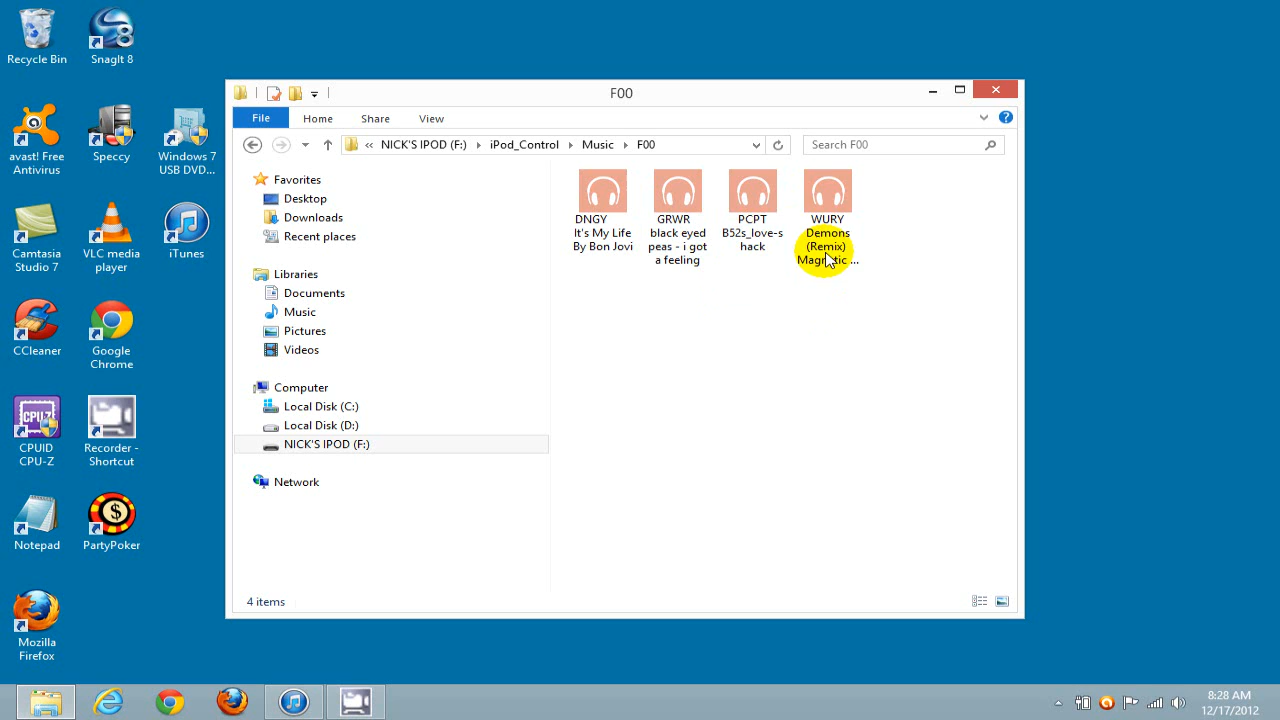 Recycle Bin
SnagIt 8
avast! Free
Antivirus
Speccy
Windows 7
USB DVD...
Camtasia
Studio 7
VLC media
player
iTunes
CCleaner
Google
Chrome
CPU-Z
CPUID
CPU-Z
Recorder -
Shortcut
Notepad
PartyPoker
Mozilla
Firefox
F00
File
Home
Share
View
« NICK'S IPOD (F:)
iPod_Control
Music
F00
Search F00
Favorites
Desktop
Downloads
Recent places
Libraries
Documents
Music
Pictures
Videos
Computer
Local Disk (C:)
Local Disk (D:)
NICK'S IPOD (F:)
Network
DNGY
It's My Life
By Bon Jovi
GRWR
black eyed
peas - i got
a feeling
PCPT
B52s_love-s
hack
WURY
Demons
(Remix)
Magnetic ...
4 items
8:28 AM
12/17/2012